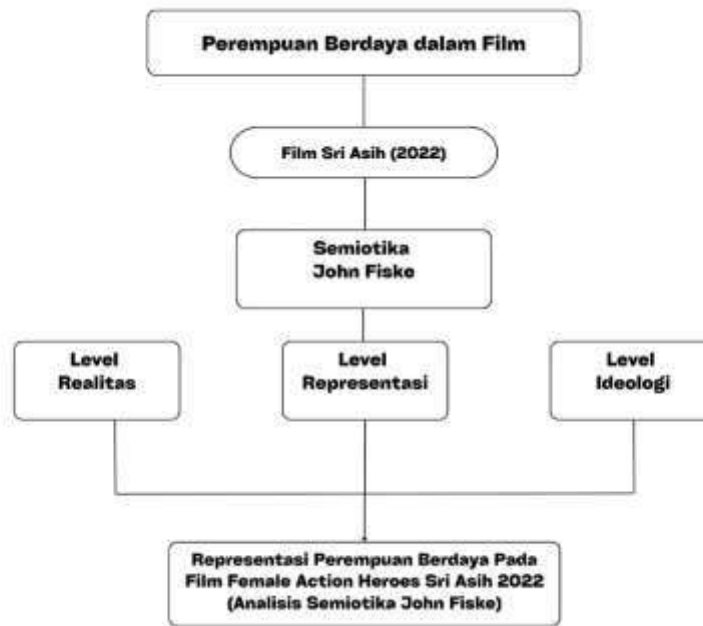 Perempuan Berdaya dalam Film
Film Sri Asih (2022)
Semiotika
John Fiske
Level
Realitas
Level
Representasi
Level
Ideologi
Representasi Perempuan Berdaya Pada
Film Female Action Heroes Sri Asih 2022
(Analisis Semiotika John Fiske)